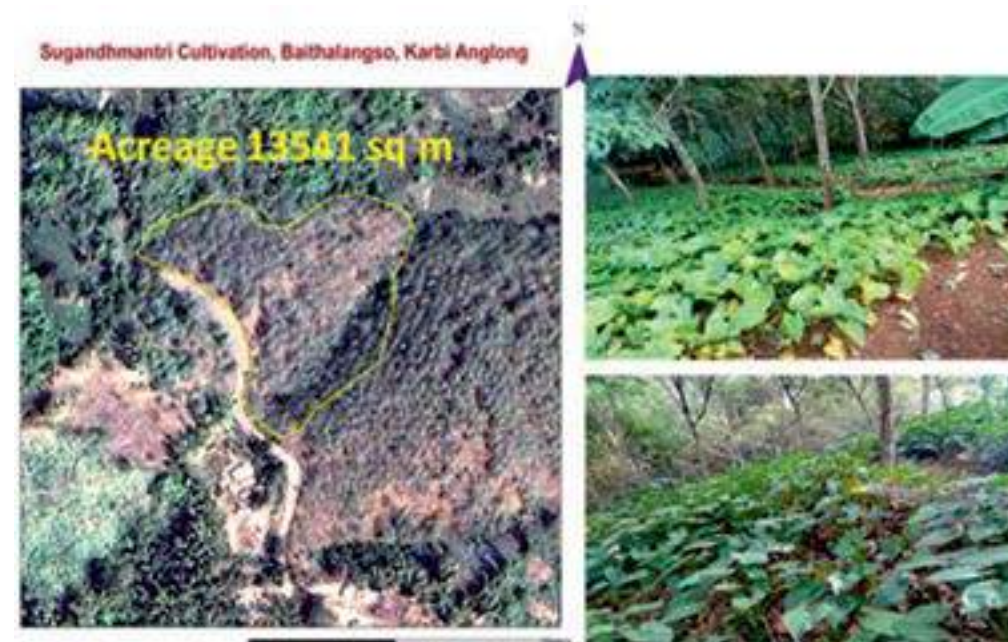 Sugandhmantri Cultivation, Baithalangso, Karbi Anglong
N
Acreage 13541 sq m